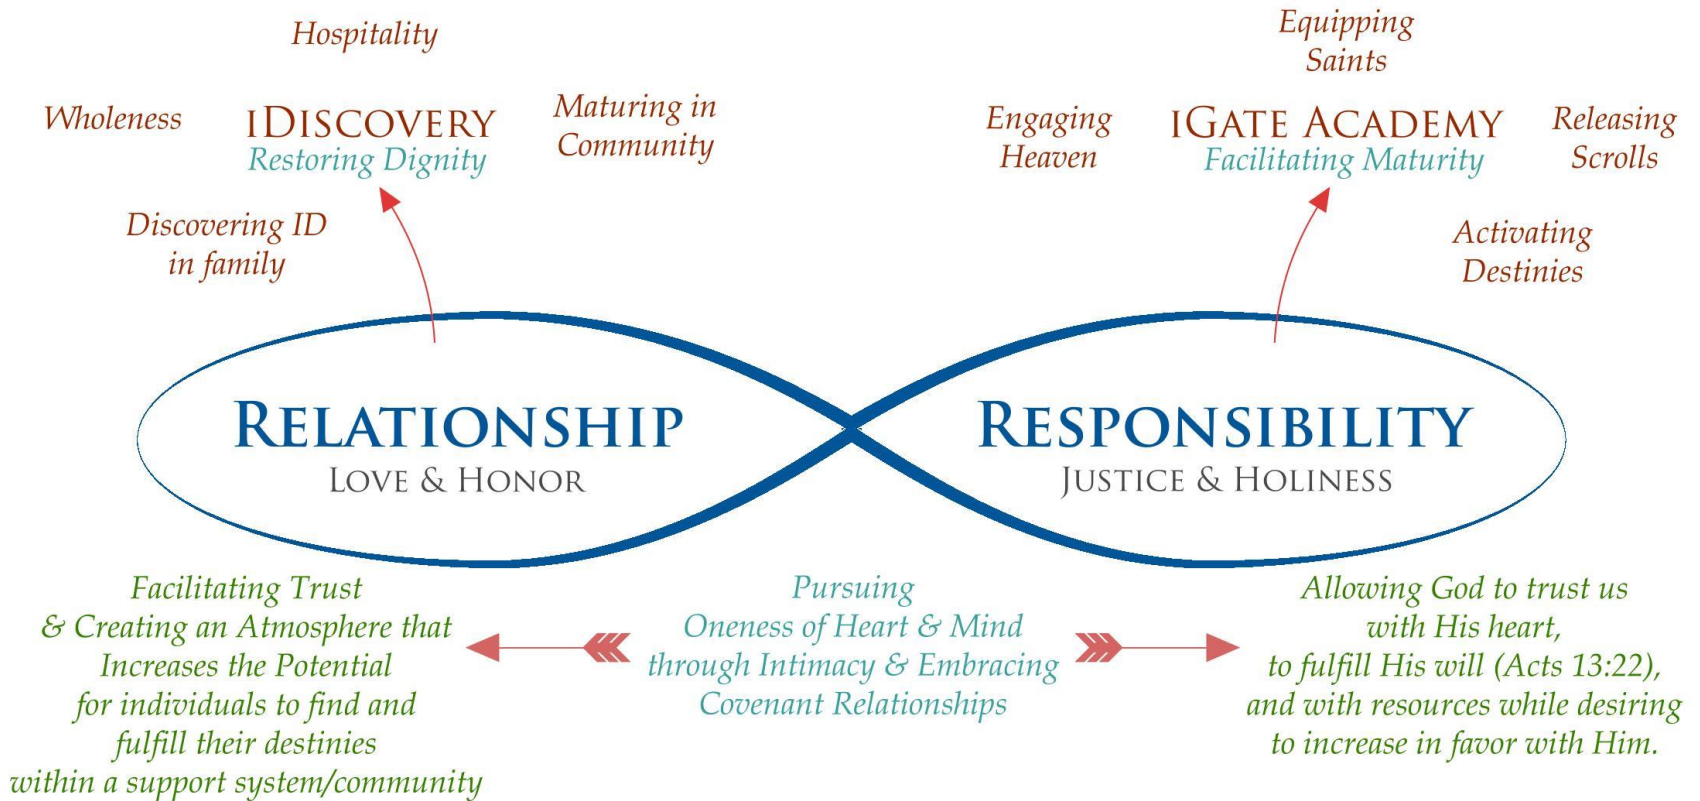 Hospitality
Wholeness
iDiscovery
Restoring Dignity
Maturing in
Community
Discovering ID
in family
Equipping
Saints
Engaging
Heaven
iGate Academy
Facilitating Maturity
Releasing
Scrolls
Activating
Destinies
Relationship
Love & Honor
Responsibility
Justice & Holiness
Facilitating Trust
& Creating an Atmosphere that
Increases the Potential
for individuals to find and
fulfill their destinies
within a support system/community
Pursuing
Oneness of Heart & Mind
through Intimacy & Embracing
Covenant Relationships
Allowing God to trust us
with His heart,
to fulfill His will (Acts 13:22),
and with resources while desiring
to increase in favor with Him.